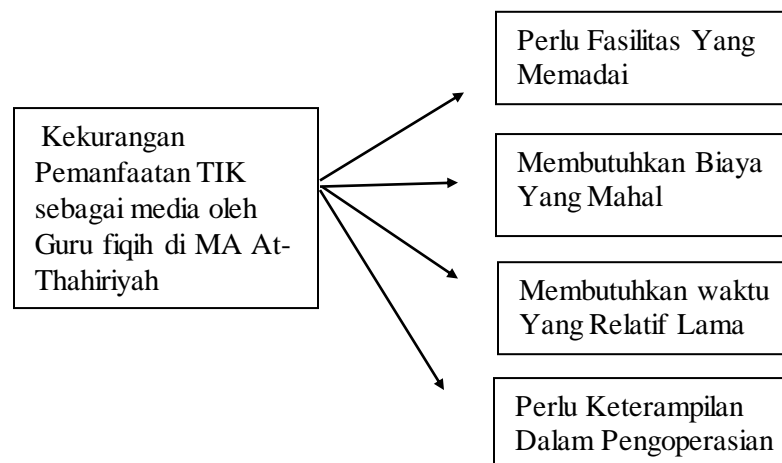 Kekurangan
Pemanfaatan TIK
sebagai media oleh
Guru fiqih di MA At-
Thahiriyah
Perlu Fasilitas Yang
Memadai
Membutuhkan Biaya
Yang Mahal
Membutuhkan waktu
Yang Relatif Lama
Perlu Keterampilan
Dalam Pengoperasian